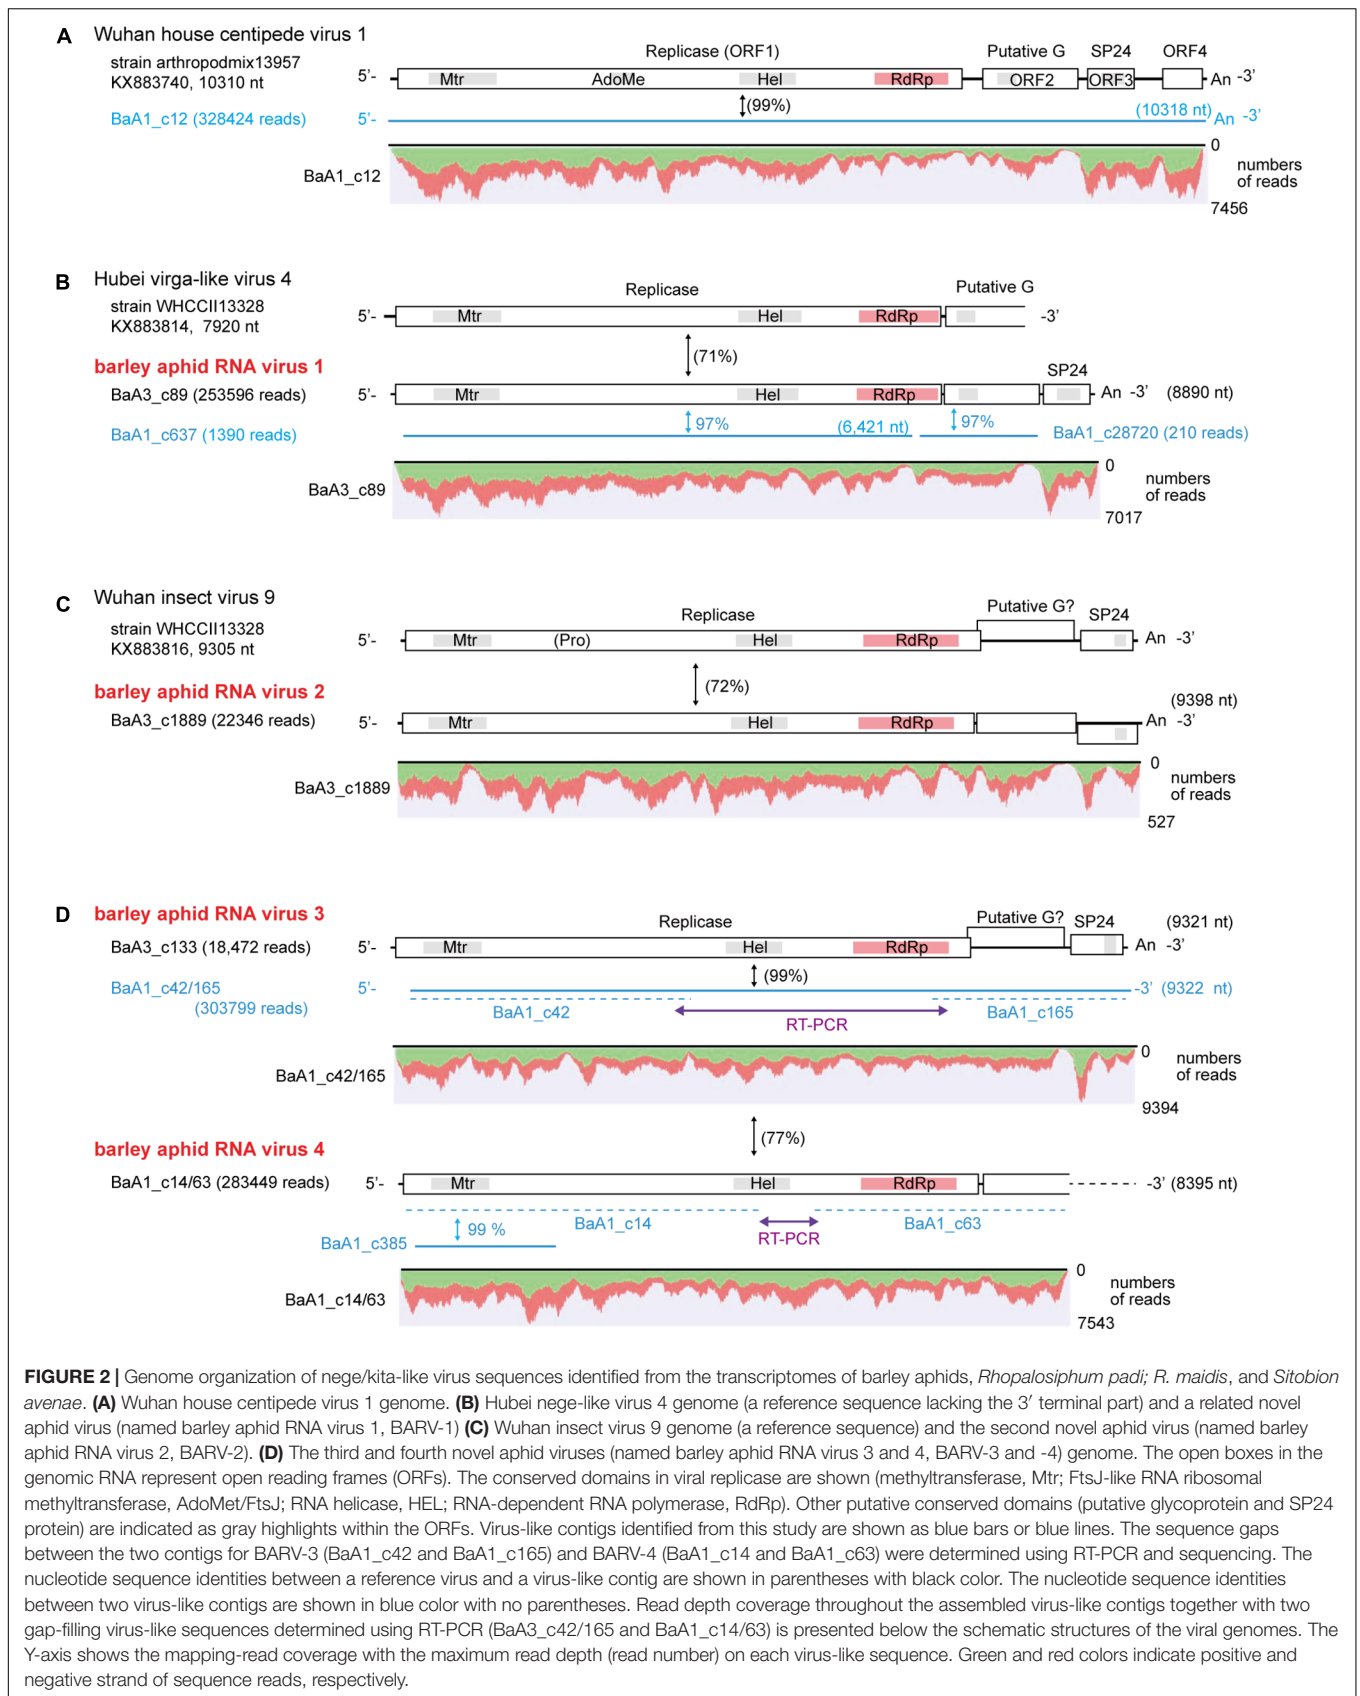 A Wuhan house centipede virus 1
strain arthropodmix13957
KX883740, 10310 nt
Replicase (ORF1) Putative G SP24 ORF4
5'- Mtr AdoMe Hel RdRp ORF2 ORF3 An -3'
(99%)
BaA1_c12 (328424 reads) 5'- (10318 nt) An -3'
BaA1_c12
0
numbers
of reads
7456
B Hubei virga-like virus 4
strain WHCCII13328
KX883814, 7920 nt
Replicase Putative G
5'- Mtr Hel RdRp -3'
(71%)
barley aphid RNA virus 1
SP24
BaA3_c89 (253596 reads) 5'- Mtr Hel RdRp An -3' (8890 nt)
97% 97%
BaA1_c637 (1390 reads) (6,421 nt) BaA1_c28720 (210 reads)
BaA3_c89
0
numbers
of reads
7017
C Wuhan insect virus 9
strain WHCCII13328
KX883816, 9305 nt
Replicase Putative G? SP24
5'- Mtr (Pro) Hel RdRp An -3'
(72%)
barley aphid RNA virus 2
(9398 nt)
BaA3_c1889 (22346 reads) 5'- Mtr Hel RdRp An -3'
BaA3_c1889
0
numbers
of reads
527
D barley aphid RNA virus 3
Replicase Putative G? SP24 (9321 nt)
BaA3_c133 (18,472 reads) 5'- Mtr Hel RdRp An -3'
(99%)
BaA1_c42/165 5'- -3' (9322 nt)
(303799 reads)
BaA1_c42 RT-PCR BaA1_c165
BaA1_c42/165
0
numbers
of reads
9394
(77%)
barley aphid RNA virus 4
BaA1_c14/63 (283449 reads) 5'- Mtr Hel RdRp -3' (8395 nt)
99 % BaA1_c14 RT-PCR BaA1_c63
BaA1_c385
BaA1_c14/63
0
numbers
of reads
7543
FIGURE 2 | Genome organization of nege/kita-like virus sequences identified from the transcriptomes of barley aphids, Rhopalosiphum padi; R. maidis, and Sitobion
avenae. (A) Wuhan house centipede virus 1 genome. (B) Hubei nege-like virus 4 genome (a reference sequence lacking the 3′ terminal part) and a related novel
aphid virus (named barley aphid RNA virus 1, BARV-1) (C) Wuhan insect virus 9 genome (a reference sequence) and the second novel aphid virus (named barley
aphid RNA virus 2, BARV-2). (D) The third and fourth novel aphid viruses (named barley aphid RNA virus 3 and 4, BARV-3 and -4) genome. The open boxes in the
genomic RNA represent open reading frames (ORFs). The conserved domains in viral replicase are shown (methyltransferase, Mtr; FtsJ-like RNA ribosomal
methyltransferase, AdoMet/FtsJ; RNA helicase, HEL; RNA-dependent RNA polymerase, RdRp). Other putative conserved domains (putative glycoprotein and SP24
protein) are indicated as gray highlights within the ORFs. Virus-like contigs identified from this study are shown as blue bars or blue lines. The sequence gaps
between the two contigs for BARV-3 (BaA1_c42 and BaA1_c165) and BARV-4 (BaA1_c14 and BaA1_c63) were determined using RT-PCR and sequencing. The
nucleotide sequence identities between a reference virus and a virus-like contig are shown in parentheses with black color. The nucleotide sequence identities
between two virus-like contigs are shown in blue color with no parentheses. Read depth coverage throughout the assembled virus-like contigs together with two
gap-filling virus-like sequences determined using RT-PCR (BaA3_c42/165 and BaA1_c14/63) is presented below the schematic structures of the viral genomes. The
Y-axis shows the mapping-read coverage with the maximum read depth (read number) on each virus-like sequence. Green and red colors indicate positive and
negative strand of sequence reads, respectively.